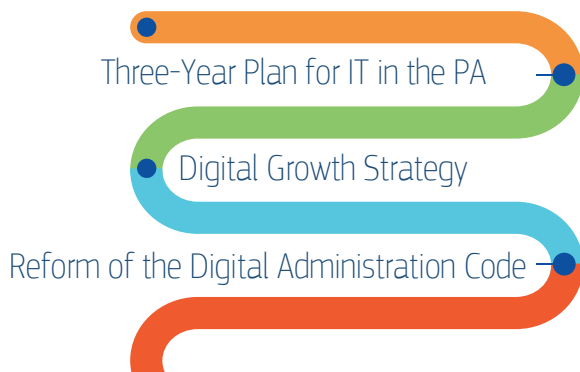 Three-Year Plan for IT in the PA
Digital Growth Strategy
Reform of the Digital Administration Code